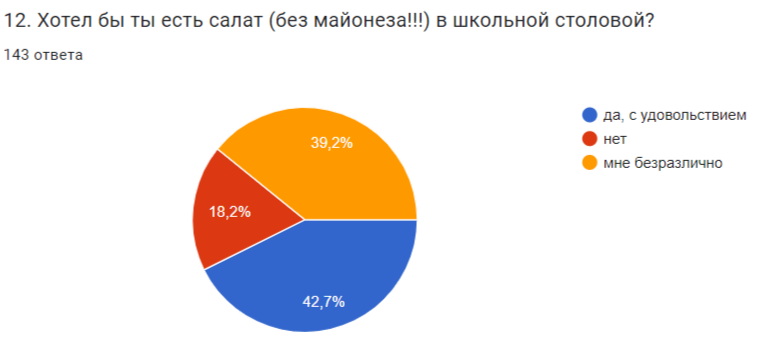 12. Хотел бы ты есть салат (без майонеза!!!) в школьной столовой?
143 ответа
да, с удовольствием
нет
мне безразлично
39,2%
18,2%
42,7%